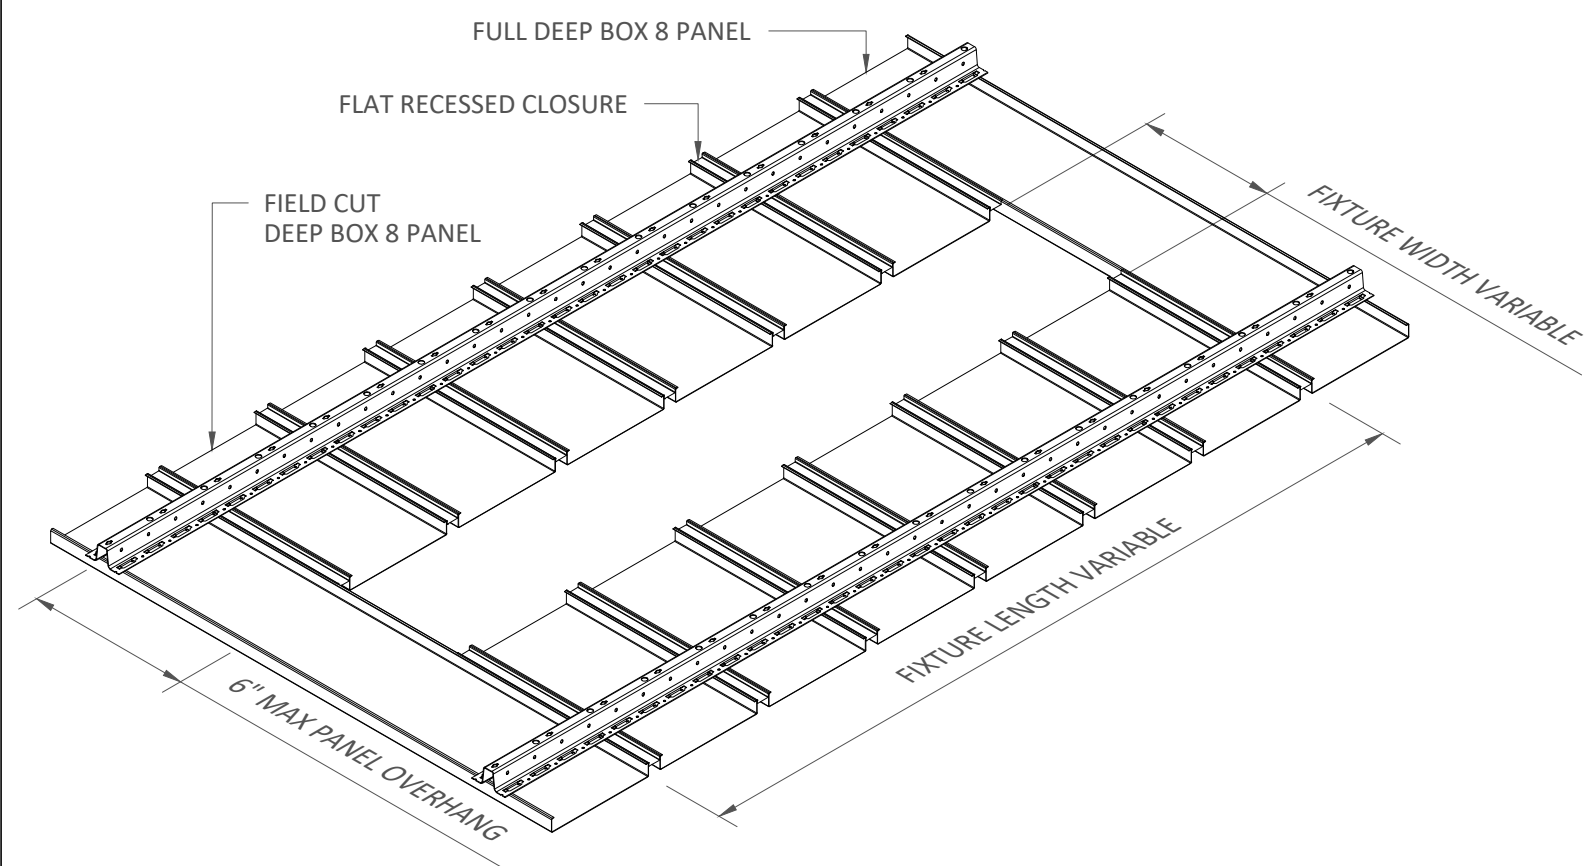 FULL DEEP BOX 8 PANEL
FLAT RECESSED CLOSURE
FIELD CUT
DEEP BOX 8 PANEL
FIXTURE WIDTH VARIABLE
FIXTURE LENGTH VARIABLE
6" MAX PANEL OVERHANG